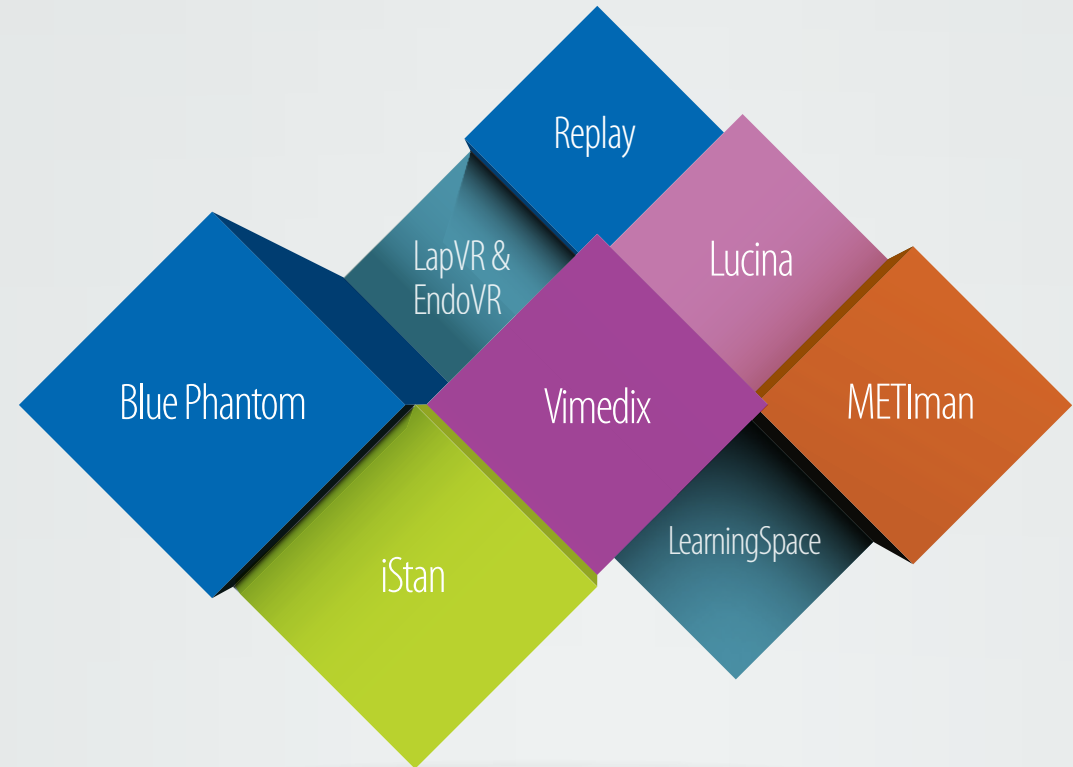 Replay
LapVR &
EndoVR
Lucina
Blue Phantom
Vimedix
METIman
LearningSpace
iStan